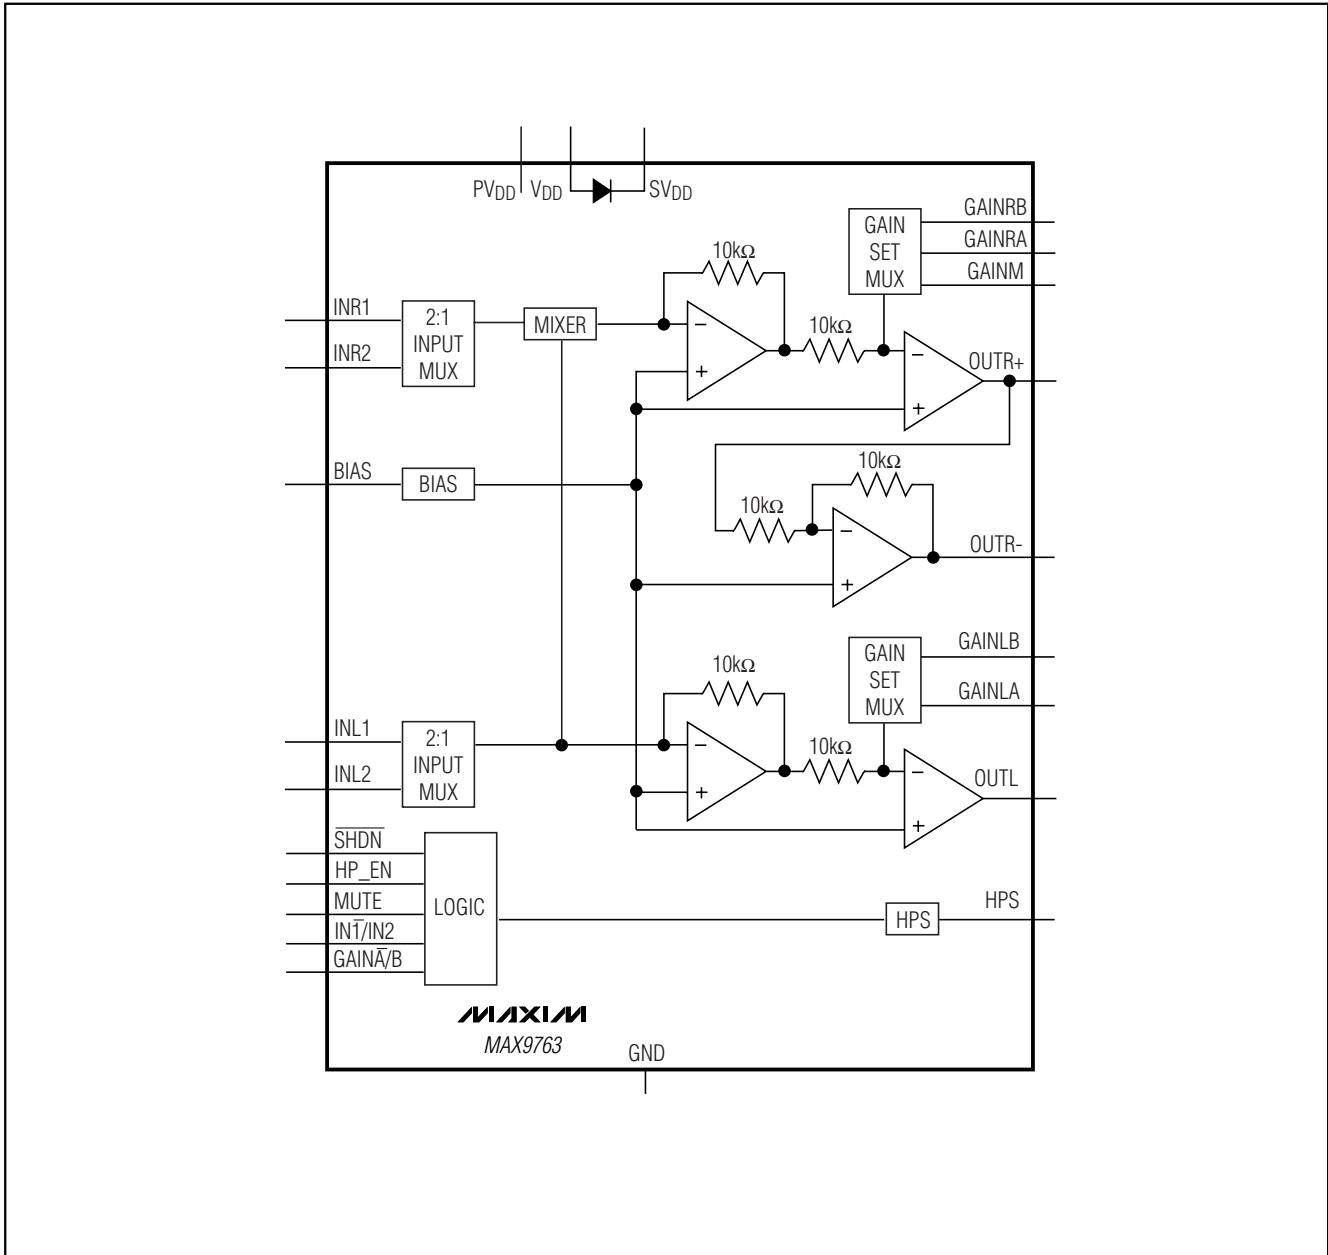 PVDD VDD SVDD
GAINRB
GAIN SET MUX
GAINRA
GAINM
10kΩ
INR1
2:1 INPUT MUX
MIXER
INR2
10kΩ
−
+
−
+
OUTR+
BIAS
BIAS
10kΩ
10kΩ
−
+
OUTR-
GAINLB
GAIN SET MUX
GAINLA
10kΩ
INL1
2:1 INPUT MUX
INL2
10kΩ
−
+
−
+
OUTL
S̅H̅D̅N̅
HP_EN
MUTE
IN1̅/IN2
GAINA̅/B
LOGIC
HPS
HPS
MAXIM
MAX9763
GND